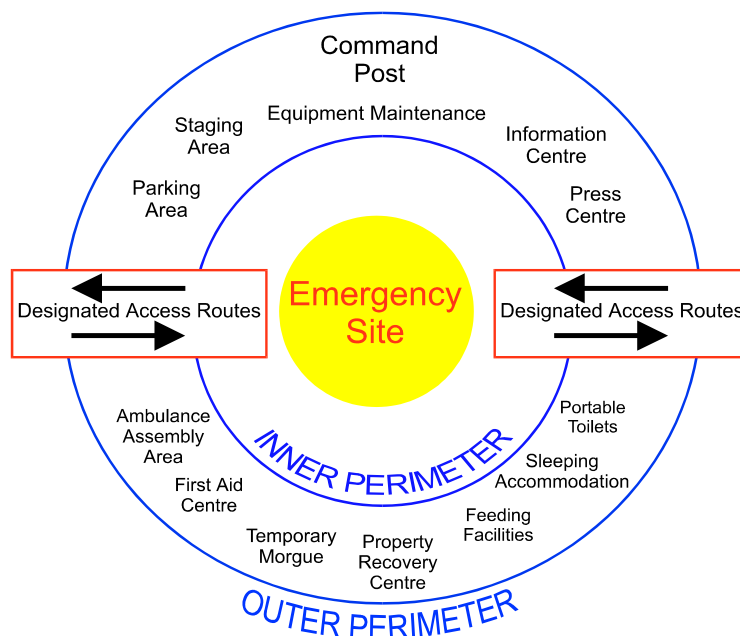 Command
Post
Equipment Maintenance
Staging
Area
Information
Centre
Parking
Area
Press
Centre
Designated Access Routes
Emergency
Site
Designated Access Routes
Ambulance
Assembly
Area
Portable
Toilets
INNER PERIMETER
Sleeping
Accommodation
First Aid
Centre
Feeding
Facilities
Temporary
Morgue
Property
Recovery
Centre
OUTER PERIMETER